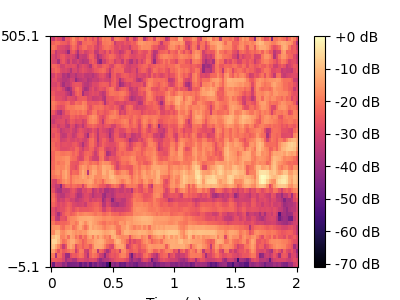 Mel Spectrogram
505.1
-5.1
0
0.5
1
1.5
2
+0 dB
-10 dB
-20 dB
-30 dB
-40 dB
-50 dB
-60 dB
-70 dB